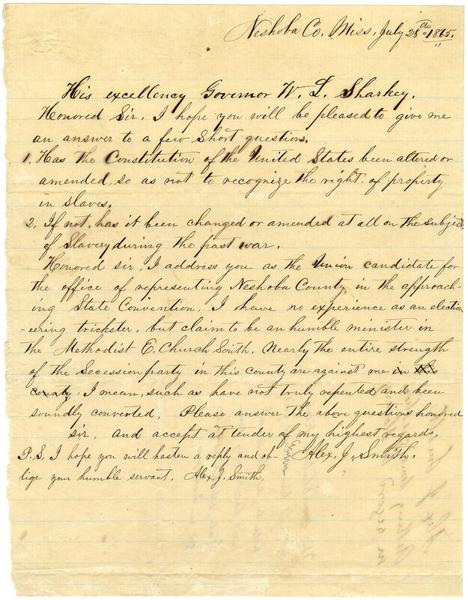 Neshoba Co. Miss, July 28th 1865.
His excellency Governor W. L. Sharkey.
Honored Sir, I hope you will be pleased to give me
an answer to a few short questions,
1. Has the Constitution of the United States been altered or
amended, so as not to recognize the right of property
in slaves.
2. If not, has it been changed or amended at all on the subject
of Slavery during the past war.
Honored sir, I address you as the Union candidate for
the office of representing Neshoba County in the approach-
ing State Convention, I have no experience as an election
-eering trickster, but claim to be an humble minister in
the Methodist E. Church South. Nearly the entire strength
of the Secession party in this county are against me in
county. I mean, such as have not truly repented and been
soundly converted. Please answer the above questions honored
sir, and accept at tender of my highest regards,
Alex. J. Smith.
P.S. I hope you will hasten a reply and ob-
lige your humble servant. Alex. J. Smith.